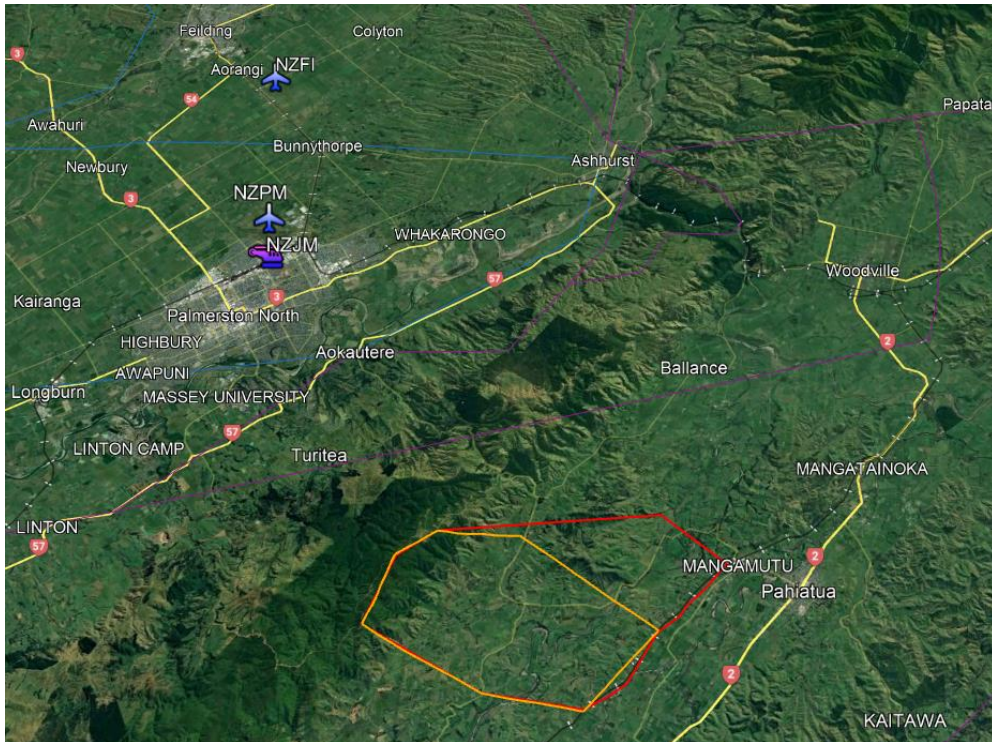 Feilding
Colyton
3
Aorangi
NZFI
54
Papata
Awahuri
Bunnythorpe
Ashhurst
Newbury
3
NZPM
WHAKARONGO
NZJM
57
Woodville
Kairanga
3
Palmerston North
2
HIGHBURY
Aokautere
AWAPUNI
Ballance
Longburn
MASSEY UNIVERSITY
57
LINTON CAMP
Turitea
MANGATAINOKA
LINTON
57
2
MANGAMUTU
Pahiatua
2
KAITAWA